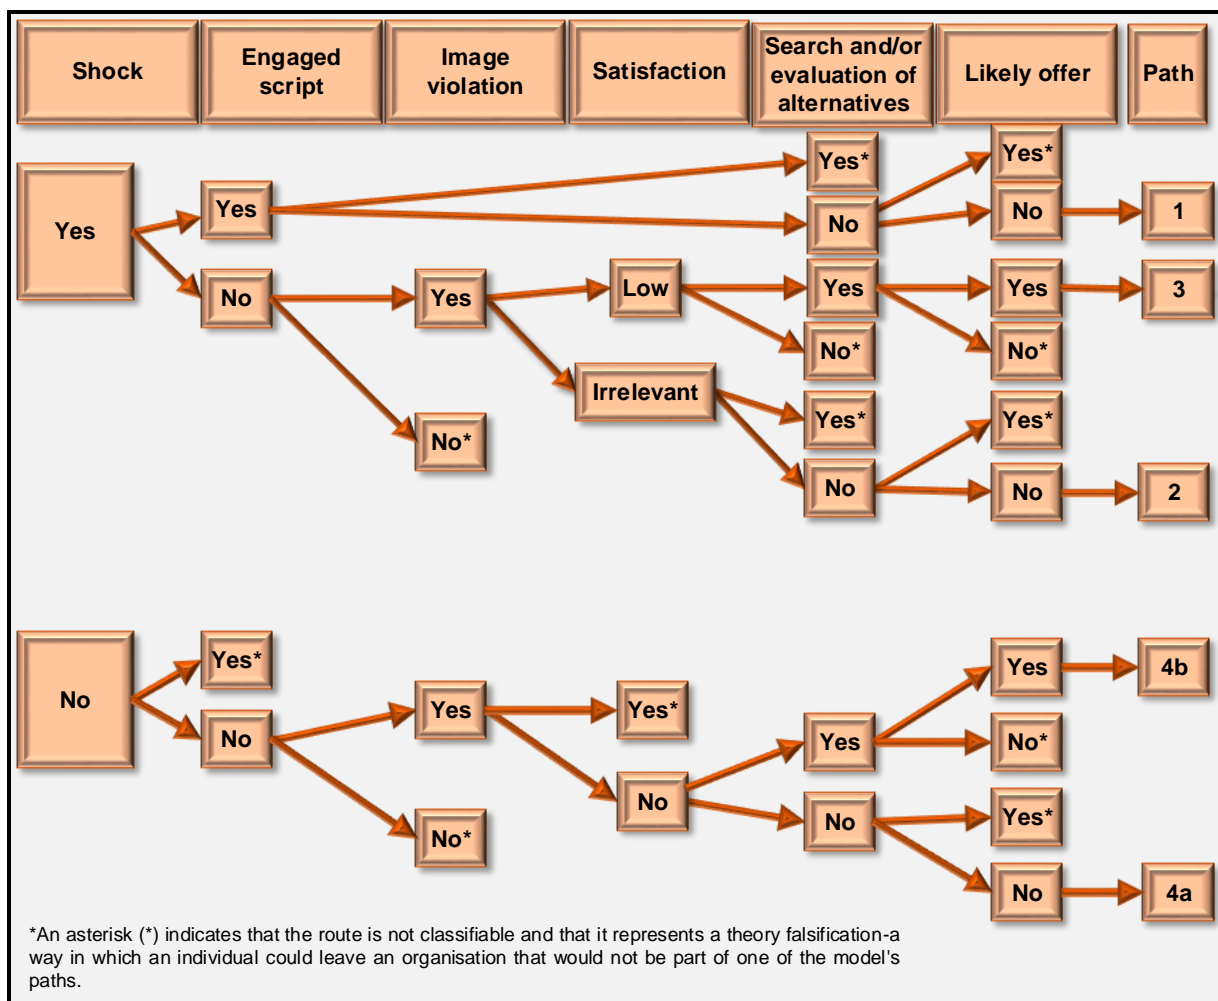 Shock
Engaged
script
Image
violation
Satisfaction
Search and/or
evaluation of
alternatives
Likely offer
Path
Yes
Yes
Yes*
Yes*
No
No
1
No
Yes
Low
Yes
Yes
3
No*
No*
Irrelevant
Yes*
Yes*
No*
No
No
2
No
Yes*
No
Yes
Yes*
Yes
Yes
4b
No*
No
No
Yes*
No*
No
4a
*An asterisk (*) indicates that the route is not classifiable and that it represents a theory falsification-a
way in which an individual could leave an organisation that would not be part of one of the model's
paths.